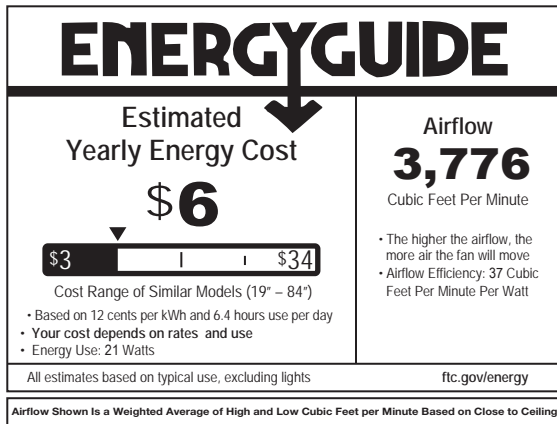 ENERGYGUIDE
Estimated
Yearly Energy Cost
$6
$3 $34
Cost Range of Similar Models (19" – 84")
• Based on 12 cents per kWh and 6.4 hours use per day
• Your cost depends on rates and use
• Energy Use: 21 Watts
Airflow
3,776
Cubic Feet Per Minute
• The higher the airflow, the
more air the fan will move
• Airflow Efficiency: 37 Cubic
Feet Per Minute Per Watt
All estimates based on typical use, excluding lights
ftc.gov/energy
Airflow Shown Is a Weighted Average of High and Low Cubic Feet per Minute Based on Close to Ceiling